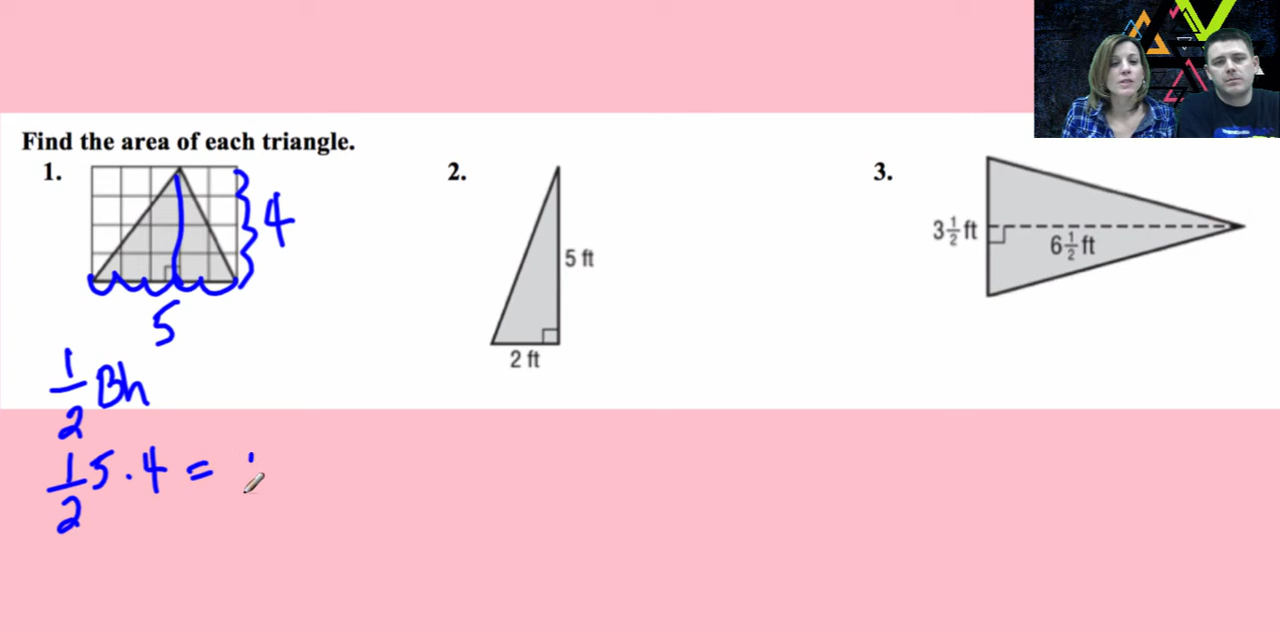 Find the area of each triangle.
1.
4
5
1/2 Bh
1/2 5 . 4 =
2.
5 ft
2 ft
3.
3 1/2 ft
6 1/2 ft